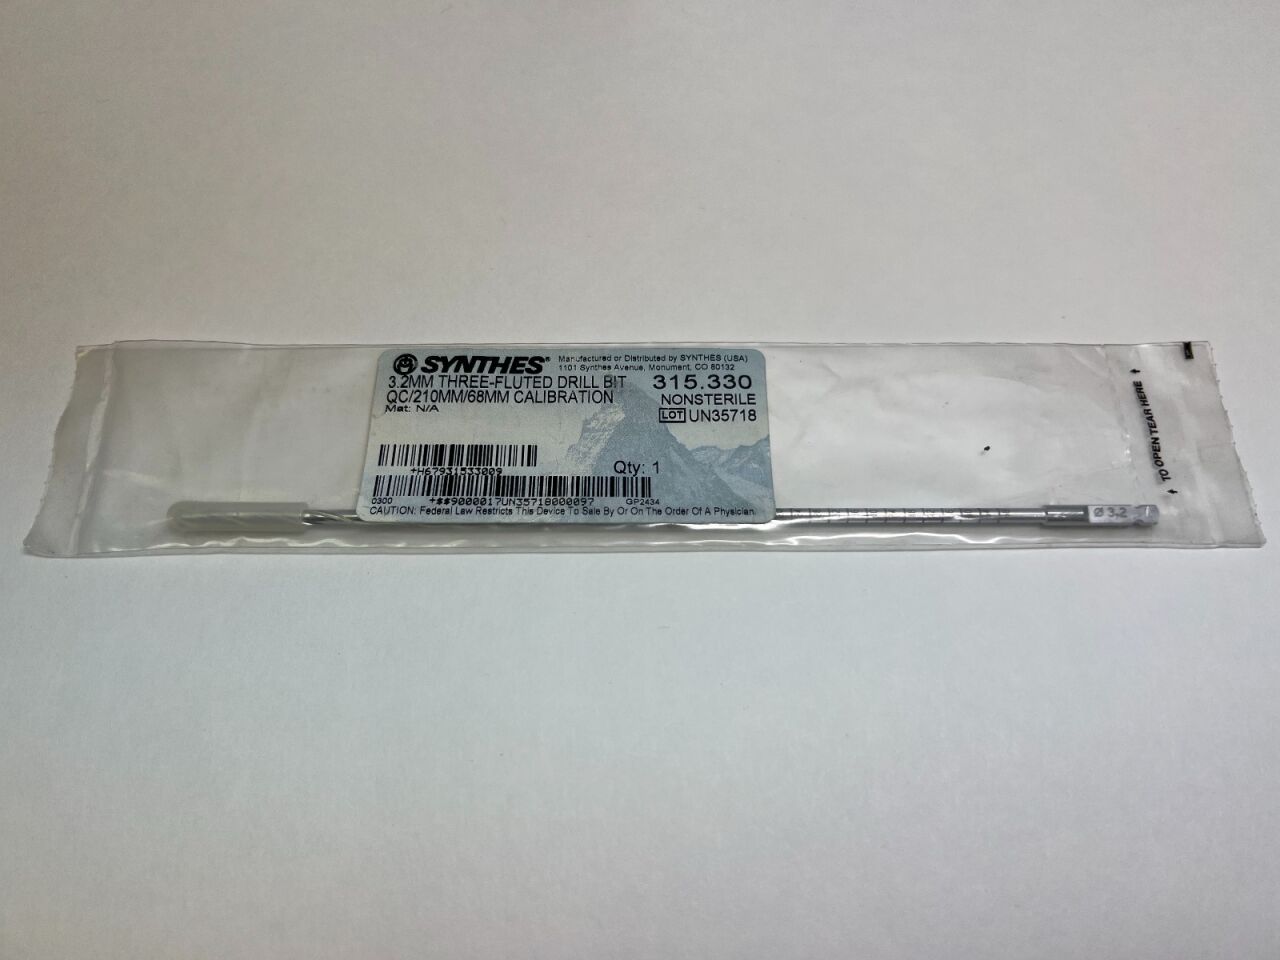 SYNTHES®
Manufactured or Distributed by SYNTHES (USA)
1101 Synthes Avenue, Monument, CO 80132
3.2MM THREE-FLUTED DRILL BIT
QC/210MM/68MM CALIBRATION
Mat: N/A
315.330
NONSTERILE
LOT UN35718
+H67931533009
Qty: 1
+$$9000017UN35718000097
0300
GP2434
CAUTION: Federal Law Restricts This Device To Sale By Or On The Order Of A Physician.
Ø 3.2
TO OPEN TEAR HERE